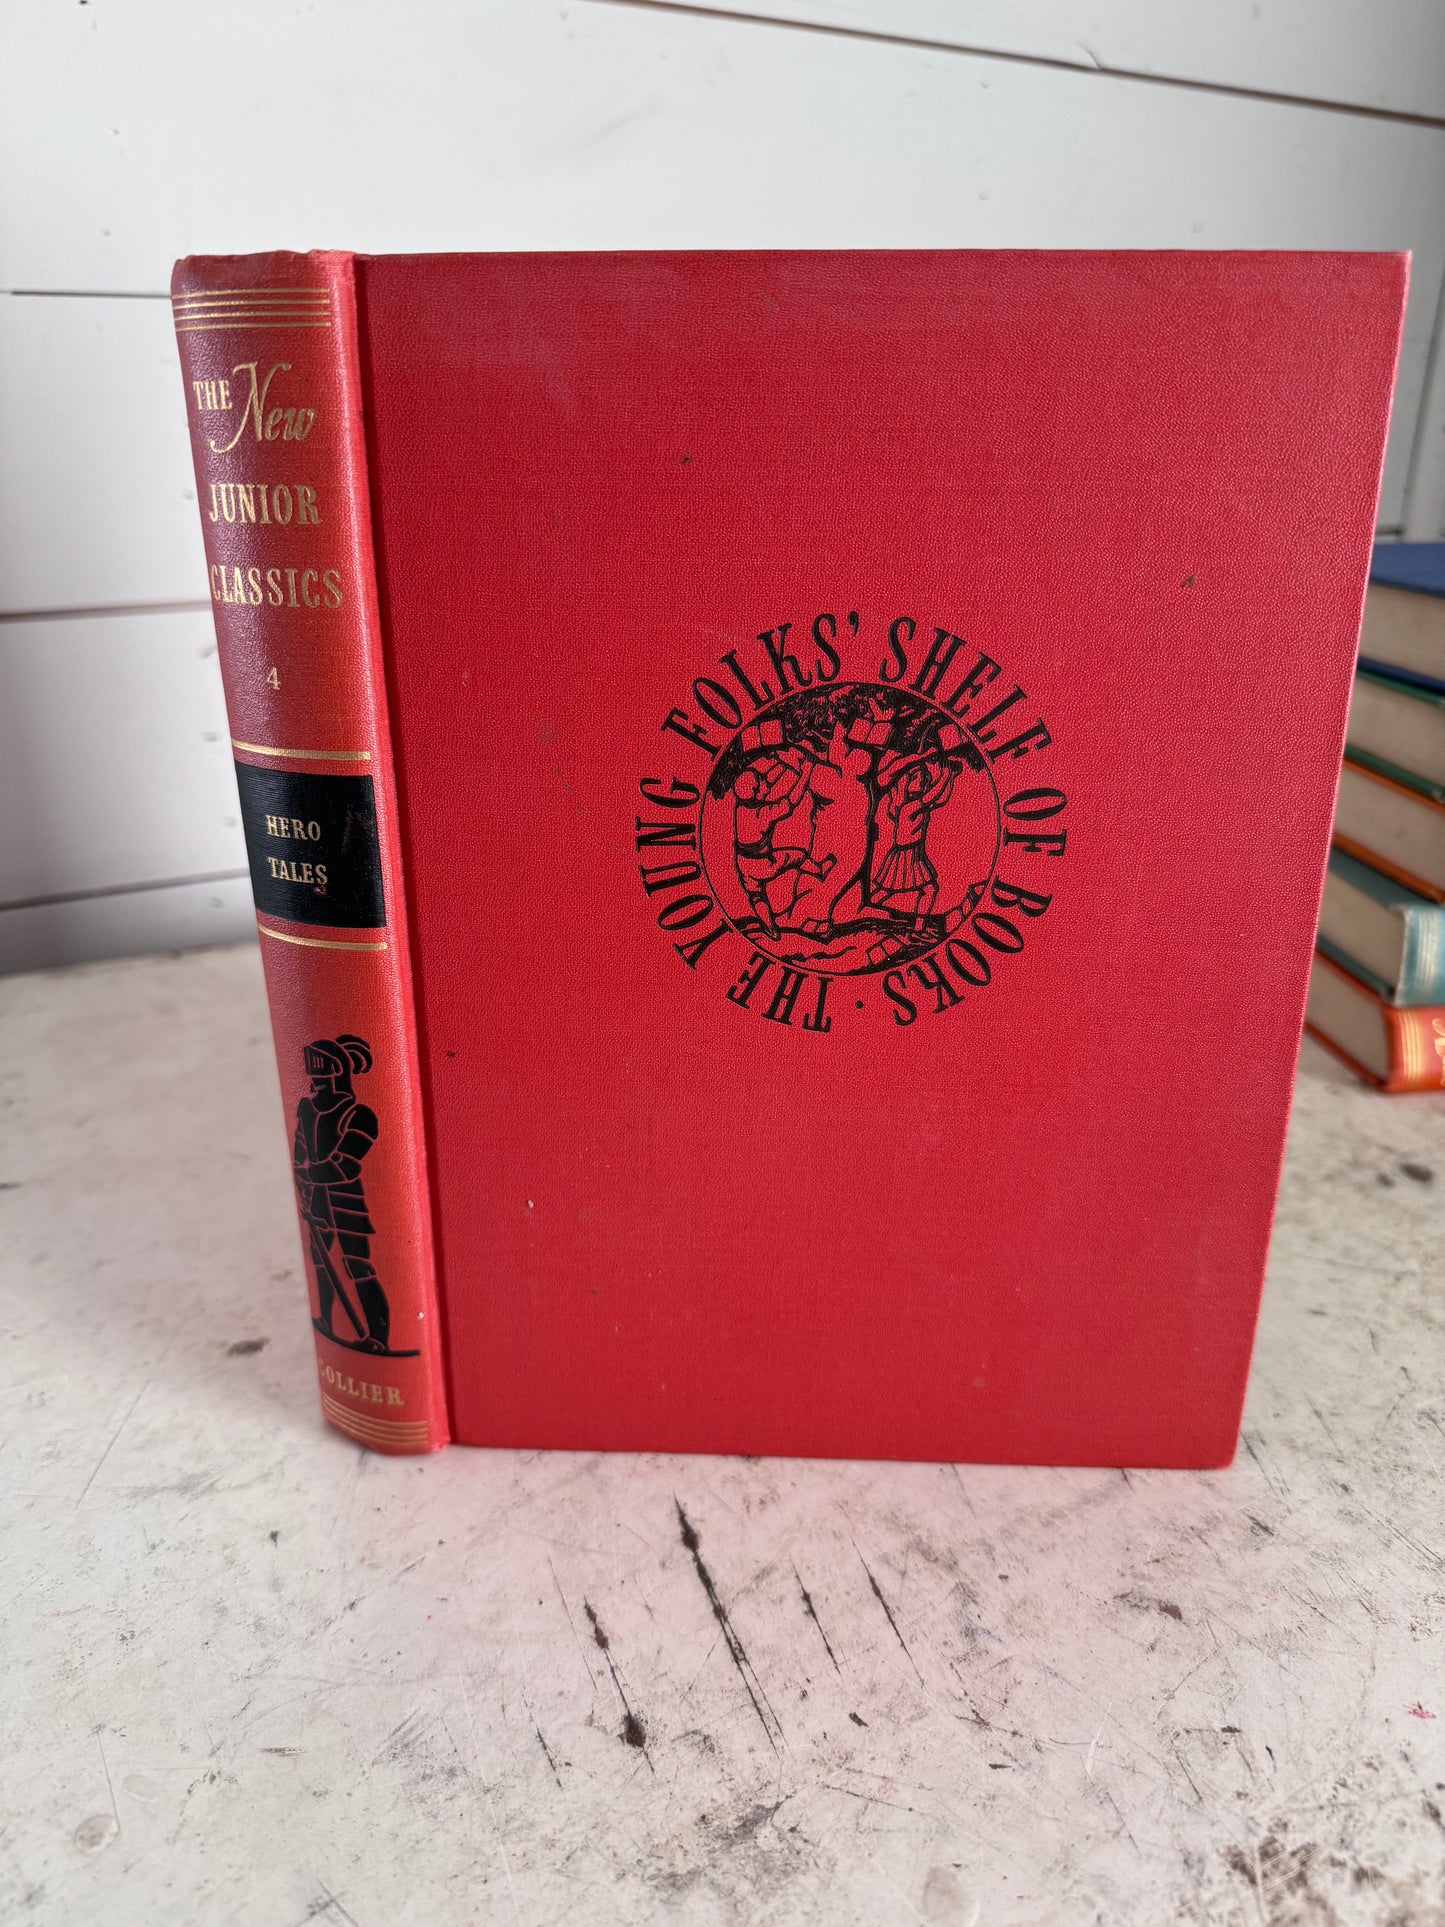 THE New
JUNIOR
CLASSICS
4
HERO
TALES
COLLIER
THE YOUNG FOLKS' SHELF OF BOOKS ·